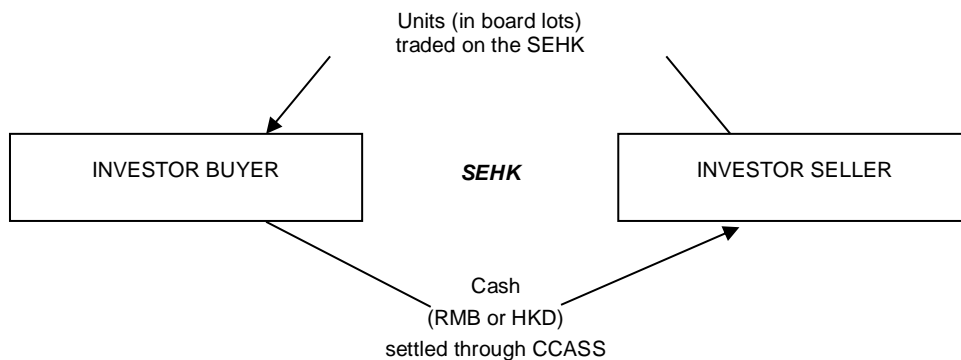 Units (in board lots)
traded on the SEHK
INVESTOR BUYER
SEHK
INVESTOR SELLER
Cash
(RMB or HKD)
settled through CCASS